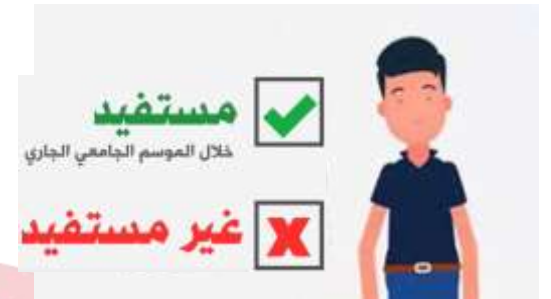 مستفيد
خلال الموسم الجامعي الجاري
غير مستفيد